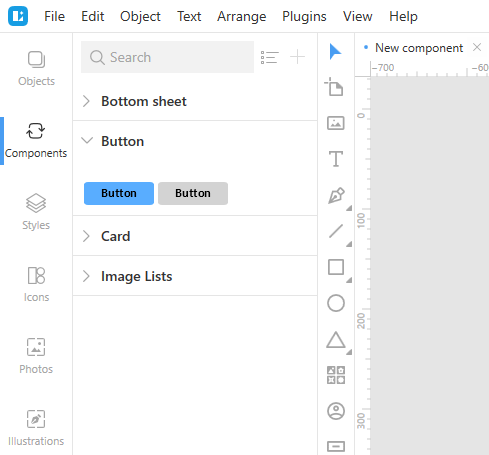 File Edit Object Text Arrange Plugins View Help
Search
New component
Objects
Components
Styles
Icons
Photos
Illustrations
Bottom sheet
Button
Button Button
Card
Image Lists
-700 -600
0
100
200
300